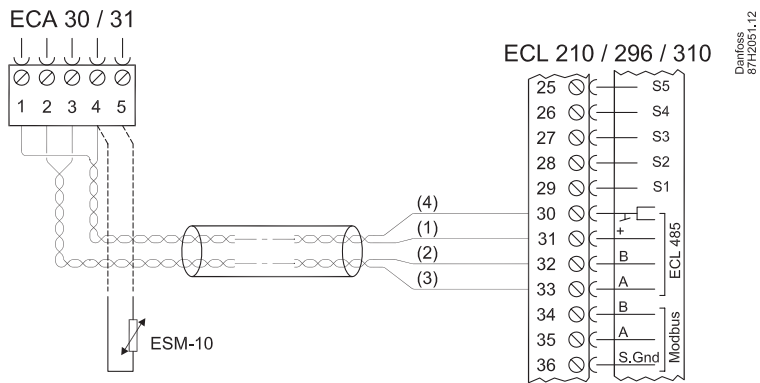 ECA 30 / 31
1 2 3 4 5
ECL 210 / 296 / 310
Danfoss
87H2051.12
25 S5
26 S4
27 S3
28 S2
29 S1
(4) 30
(1) 31 +
(2) 32 B
(3) 33 A
ECL 485
34 B
35 A
36 S.Gnd
Modbus
ESM-10